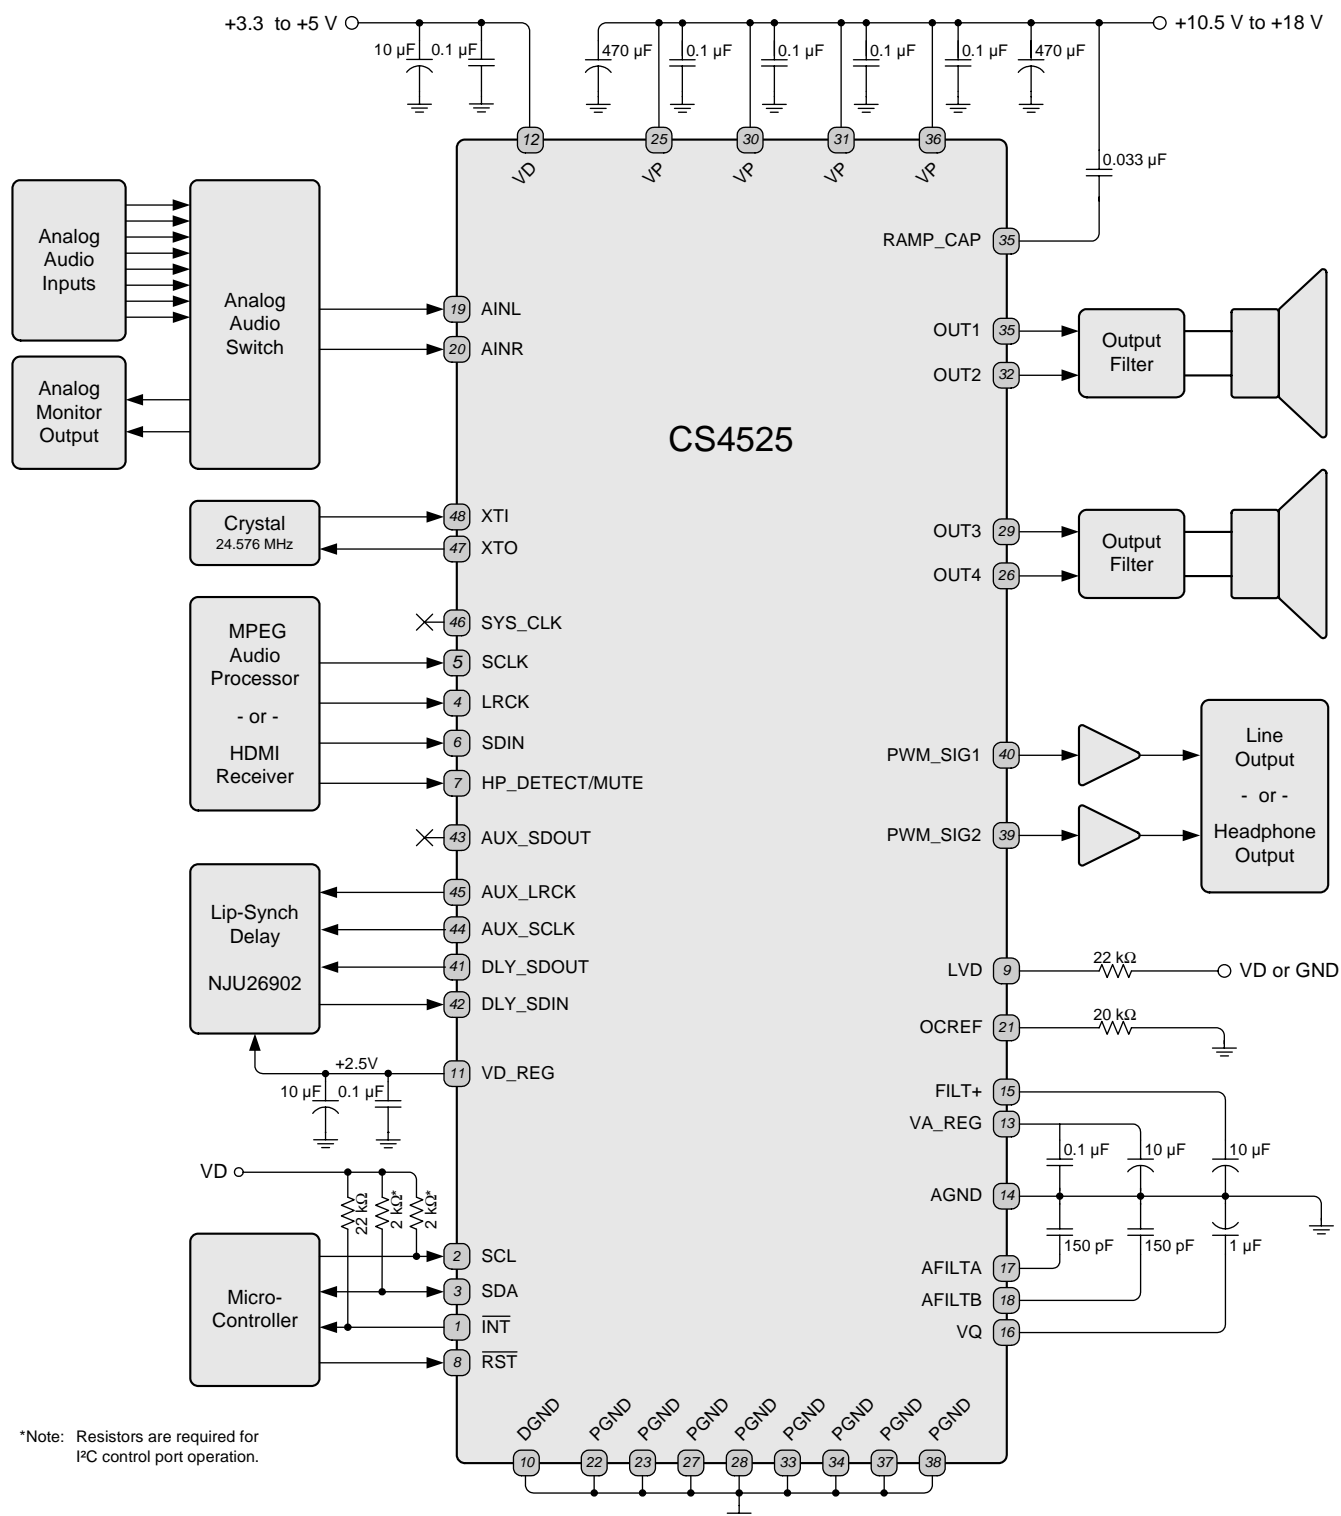 +3.3 to +5 V
+10.5 V to +18 V
10 µF
0.1 µF
470 µF
0.1 µF
0.1 µF
0.1 µF
0.1 µF
470 µF
12
25
30
31
36
VD
VP
VP
VP
VP
0.033 µF
RAMP_CAP
35
Analog
Audio
Inputs
Analog
Audio
Switch
19
AINL
20
AINR
Analog
Monitor
Output
OUT1
35
OUT2
32
Output
Filter
CS4525
Crystal
24.576 MHz
48
XTI
47
XTO
OUT3
29
OUT4
26
Output
Filter
46
SYS_CLK
MPEG
Audio
Processor
- or -
HDMI
Receiver
5
SCLK
4
LRCK
6
SDIN
7
HP_DETECT/MUTE
43
AUX_SDOUT
PWM_SIG1
40
PWM_SIG2
39
Line
Output
- or -
Headphone
Output
Lip-Synch
Delay
NJU26902
45
AUX_LRCK
44
AUX_SCLK
41
DLY_SDOUT
42
DLY_SDIN
LVD
9
22 kΩ
VD or GND
OCREF
21
20 kΩ
+2.5V
11
VD_REG
10 µF
0.1 µF
FILT+
15
VA_REG
13
0.1 µF
10 µF
10 µF
AGND
14
150 pF
150 pF
1 µF
AFILTA
17
AFILTB
18
VQ
16
VD
22 kΩ
2 kΩ*
2 kΩ*
Micro-
Controller
2
SCL
3
SDA
1
INT
8
RST
DGND
PGND
PGND
PGND
PGND
PGND
PGND
PGND
PGND
10
22
23
27
28
33
34
37
38
*Note: Resistors are required for
I²C control port operation.